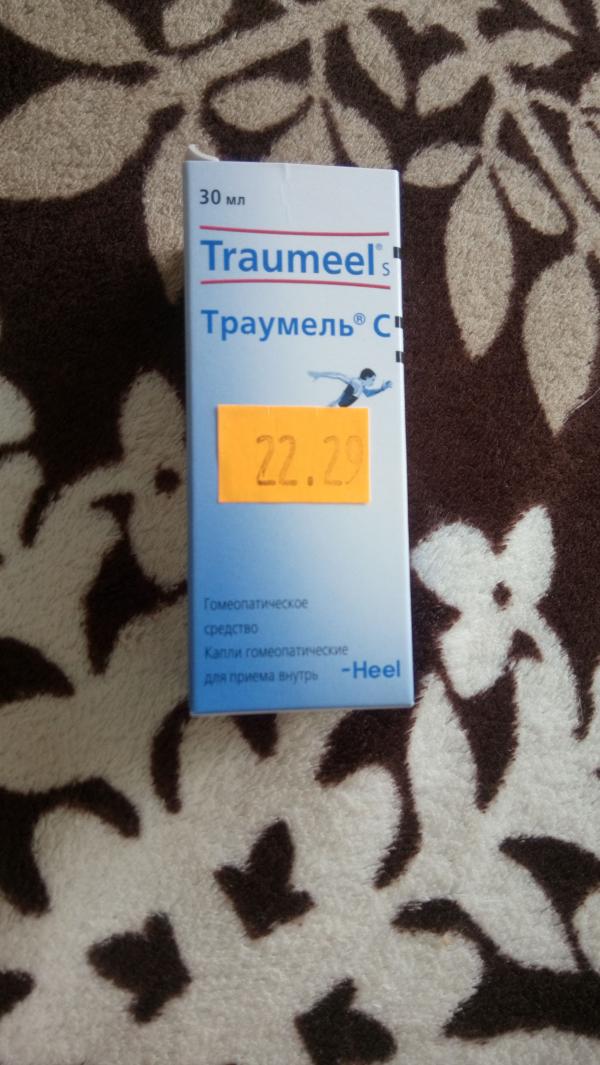 30 мл
Traumeel® S
Траумель® С
22.29
Гомеопатическое
средство
Капли гомеопатические
для приема внутрь
-Heel